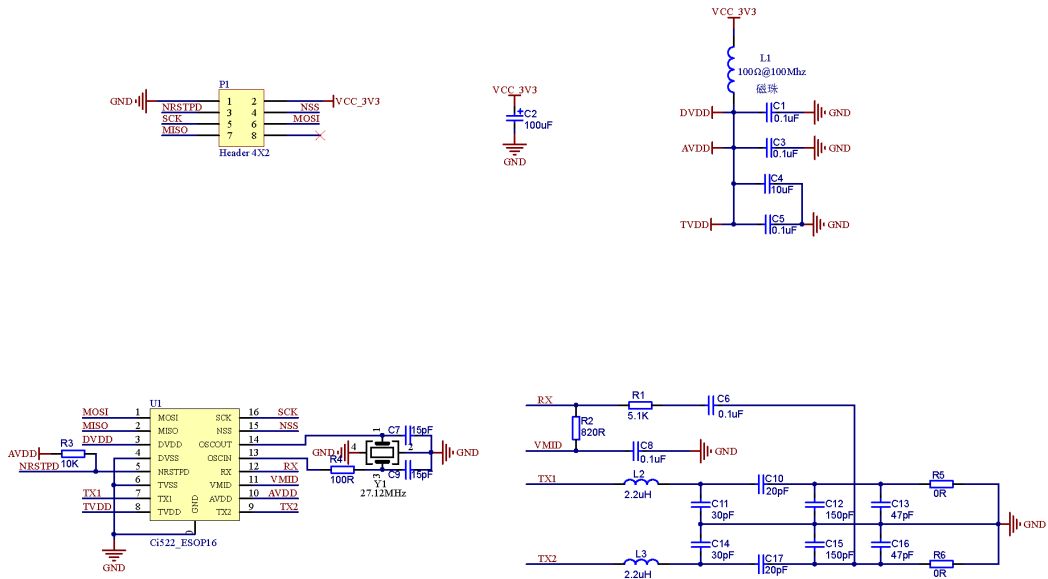 VCC_3V3
L1
100Ω@100Mhz
磁珠
DVDD
C1
0.1uF
GND
AVDD
C3
0.1uF
GND
C4
10uF
TVDD
C5
0.1uF
GND
P1
GND
1 2
VCC_3V3
NRSTPD 3 4 NSS
SCK 5 6 MOSI
MISO 7 8
Header 4X2
VCC_3V3
C2
100uF
GND
U1
MOSI 1 MOSI SCK 16 SCK
MISO 2 MISO NSS 15 NSS
DVDD 3 DVDD OSCOUT 14
4 DVSS OSCIN 13
NRSTPD 5 NRSTPD RX 12 RX
6 TVSS VMID 11 VMID
TX1 7 TX1 AVDD 10 AVDD
TVDD 8 TVDD TX2 9 TX2
GND
0
Ci522_ESOP16
AVDD
R3
10K
GND
C7 15pF
GND 4 1 2 3 GND
R4
100R
C9 15pF
Y1
27.12MHz
RX
R1
5.1K
C6
0.1uF
R2
820R
VMID
C8
0.1uF
GND
TX1
L2
2.2uH
C10
20pF
R5
0R
C11
30pF
C12
150pF
C13
47pF
GND
C14
30pF
C15
150pF
C16
47pF
TX2
L3
2.2uH
C17
20pF
R6
0R